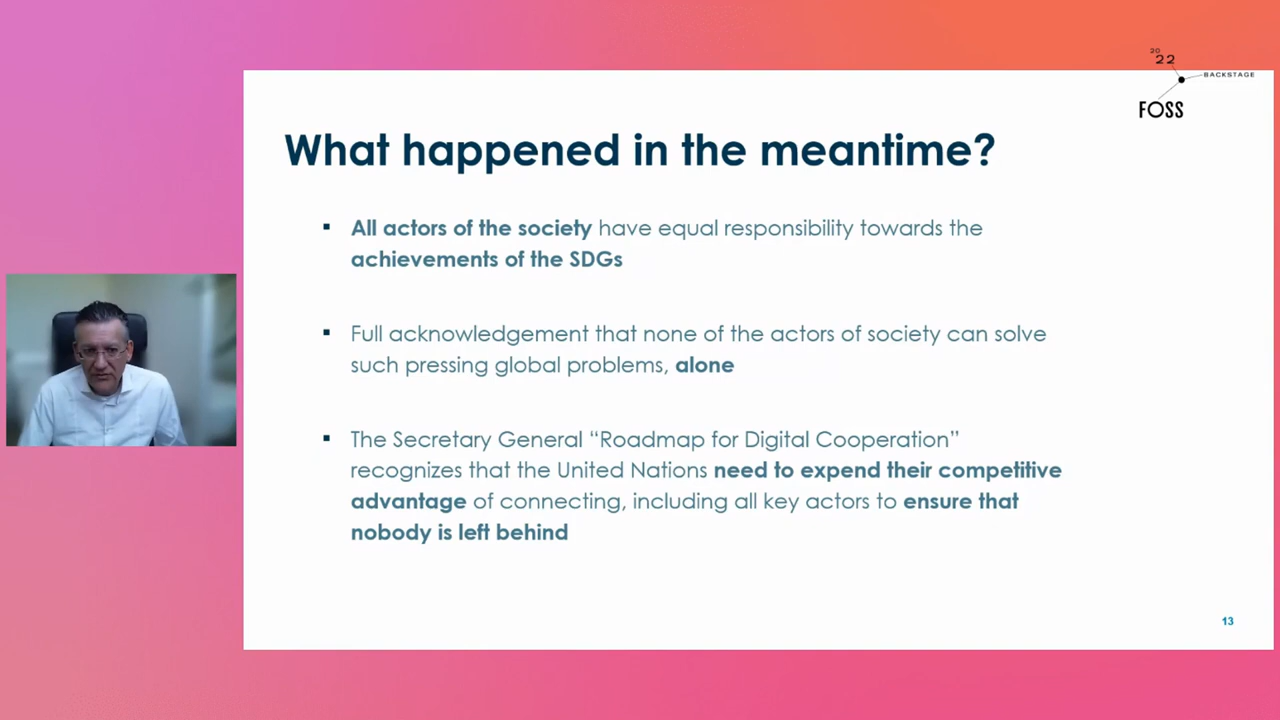 20
22
BACKSTAGE
FOSS
What happened in the meantime?
▪ All actors of the society have equal responsibility towards the
achievements of the SDGs
▪ Full acknowledgement that none of the actors of society can solve
such pressing global problems, alone
▪ The Secretary General “Roadmap for Digital Cooperation”
recognizes that the United Nations need to expend their competitive
advantage of connecting, including all key actors to ensure that
nobody is left behind
13